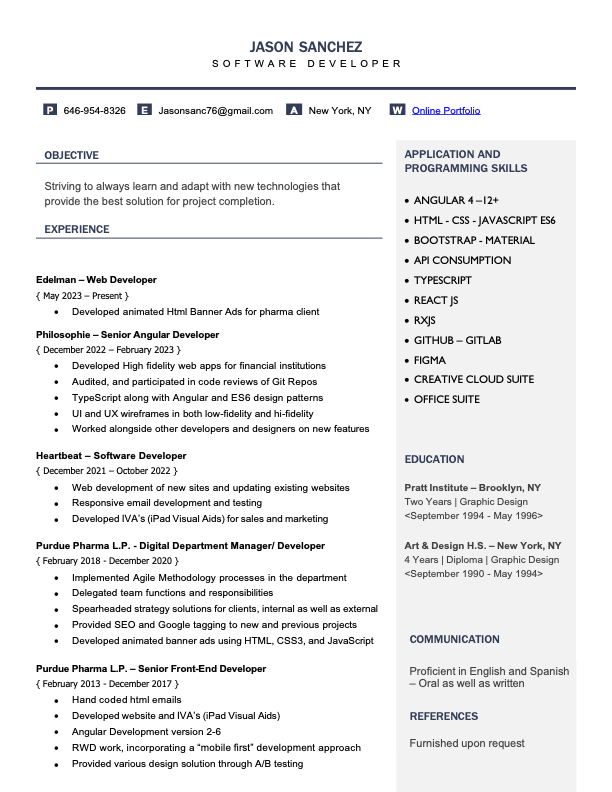 JASON SANCHEZ
SOFTWARE DEVELOPER
P 646-954-8326 E Jasonsanc76@gmail.com A New York, NY W Online Portfolio
OBJECTIVE
Striving to always learn and adapt with new technologies that
provide the best solution for project completion.
EXPERIENCE
Edelman – Web Developer
{ May 2023 – Present }
• Developed animated Html Banner Ads for pharma client
Philosophie – Senior Angular Developer
{ December 2022 – February 2023 }
• Developed High fidelity web apps for financial institutions
• Audited, and participated in code reviews of Git Repos
• TypeScript along with Angular and ES6 design patterns
• UI and UX wireframes in both low-fidelity and hi-fidelity
• Worked alongside other developers and designers on new features
Heartbeat – Software Developer
{ December 2021 – October 2022 }
• Web development of new sites and updating existing websites
• Responsive email development and testing
• Developed IVA's (iPad Visual Aids) for sales and marketing
Purdue Pharma L.P. - Digital Department Manager/ Developer
{ February 2018 - December 2020 }
• Implemented Agile Methodology processes in the department
• Delegated team functions and responsibilities
• Spearheaded strategy solutions for clients, internal as well as external
• Provided SEO and Google tagging to new and previous projects
• Developed animated banner ads using HTML, CSS3, and JavaScript
Purdue Pharma L.P. – Senior Front-End Developer
{ February 2013 - December 2017 }
• Hand coded html emails
• Developed website and IVA's (iPad Visual Aids)
• Angular Development version 2-6
• RWD work, incorporating a “mobile first” development approach
• Provided various design solution through A/B testing
APPLICATION AND
PROGRAMMING SKILLS
• ANGULAR 4 –12+
• HTML - CSS - JAVASCRIPT ES6
• BOOTSTRAP - MATERIAL
• API CONSUMPTION
• TYPESCRIPT
• REACT JS
• RXJS
• GITHUB – GITLAB
• FIGMA
• CREATIVE CLOUD SUITE
• OFFICE SUITE
EDUCATION
Pratt Institute – Brooklyn, NY
Two Years | Graphic Design
<September 1994 - May 1996>
Art & Design H.S. – New York, NY
4 Years | Diploma | Graphic Design
<September 1990 - May 1994>
COMMUNICATION
Proficient in English and Spanish
– Oral as well as written
REFERENCES
Furnished upon request